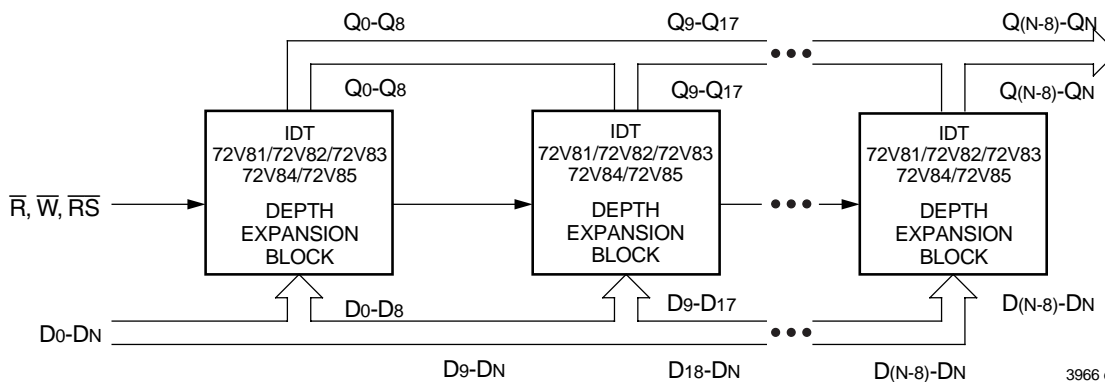 Q0-Q8 Q9-Q17 Q(N-8)-QN
Q0-Q8 Q9-Q17 Q(N-8)-QN
IDT
72V81/72V82/72V83
72V84/72V85
DEPTH
EXPANSION
BLOCK
IDT
72V81/72V82/72V83
72V84/72V85
DEPTH
EXPANSION
BLOCK
IDT
72V81/72V82/72V83
72V84/72V85
DEPTH
EXPANSION
BLOCK
R̅, W̅, R̅S̅
D0-D8 D9-D17 D(N-8)-DN
D0-DN
D9-DN D18-DN D(N-8)-DN
3966